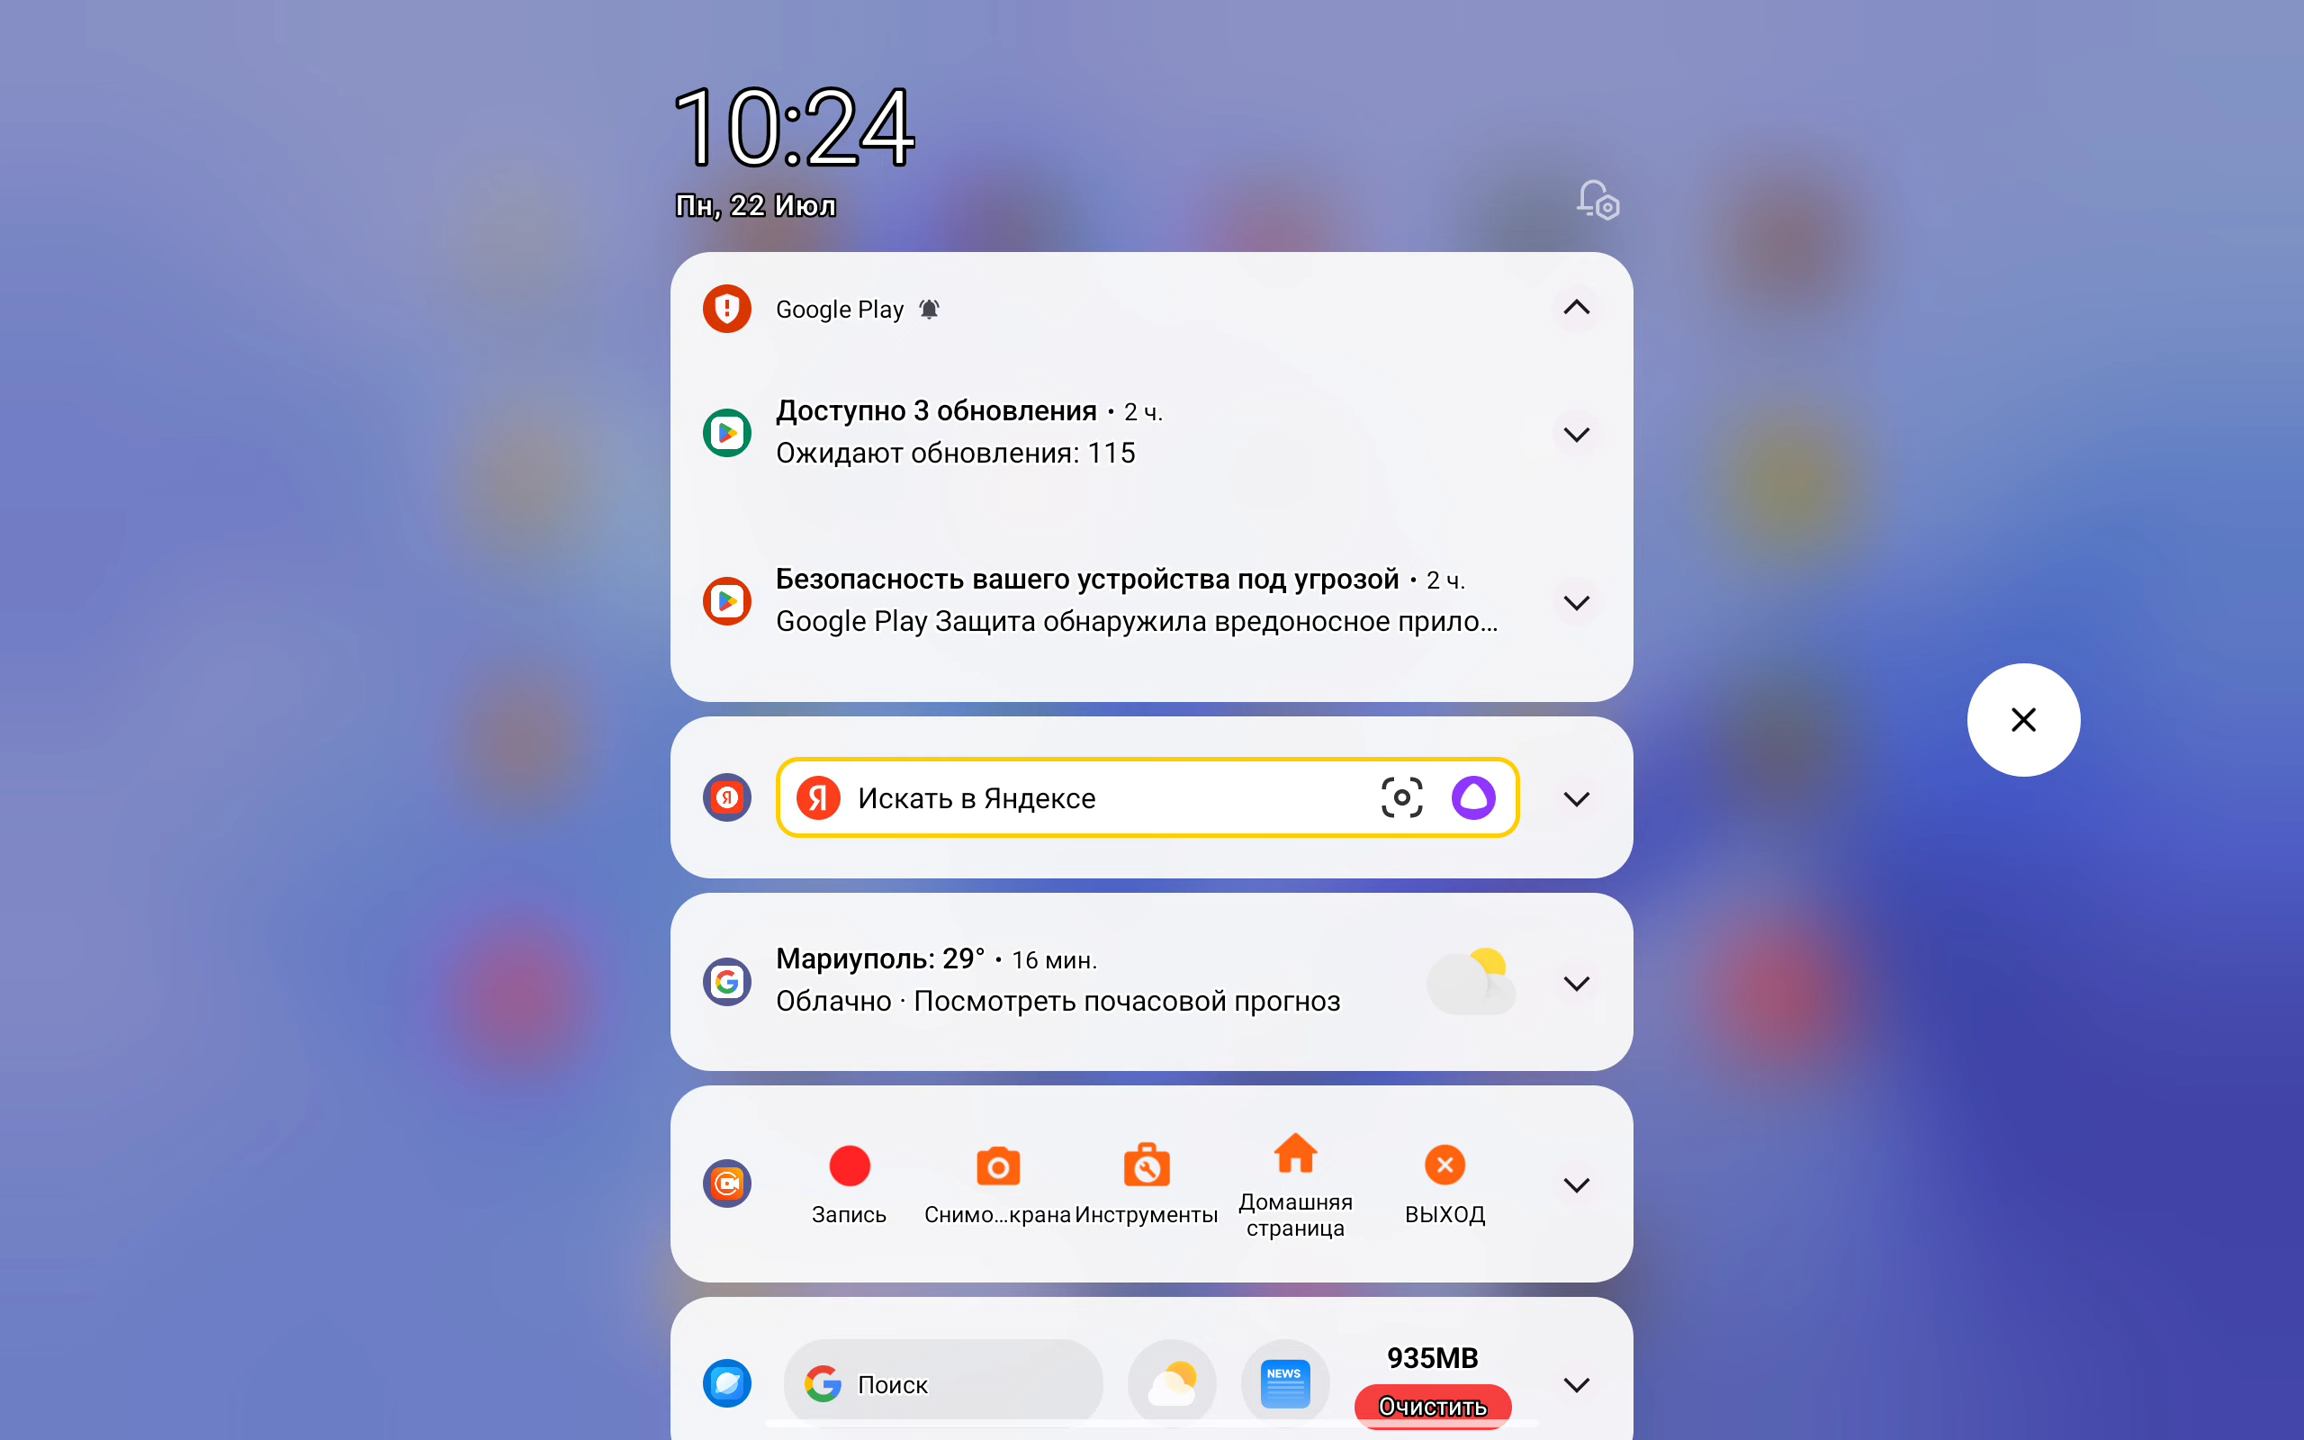 10:24
Пн, 22 Июл
Google Play
Доступно 3 обновления • 2 ч.
Ожидают обновления: 115
Безопасность вашего устройства под угрозой • 2 ч.
Google Play Защита обнаружила вредоносное прило...
Я Я Искать в Яндексе
Мариуполь: 29° • 16 мин.
Облачно · Посмотреть почасовой прогноз
Запись Снимо...крана Инструменты Домашняя страница ВЫХОД
G Поиск NEWS 935MB
Очистить